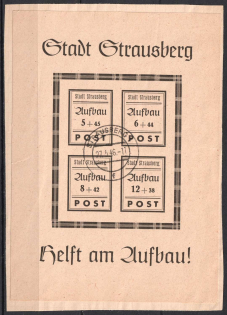 Stadt Strausberg
Stadt Strausberg
Aufbau
5 + 45
POST
Stadt Strausberg
Aufbau
6 + 44
POST
Stadt Strausberg
Aufbau
8 + 42
POST
Stadt Strausberg
Aufbau
12 + 38
POST
Helft am Aufbau!